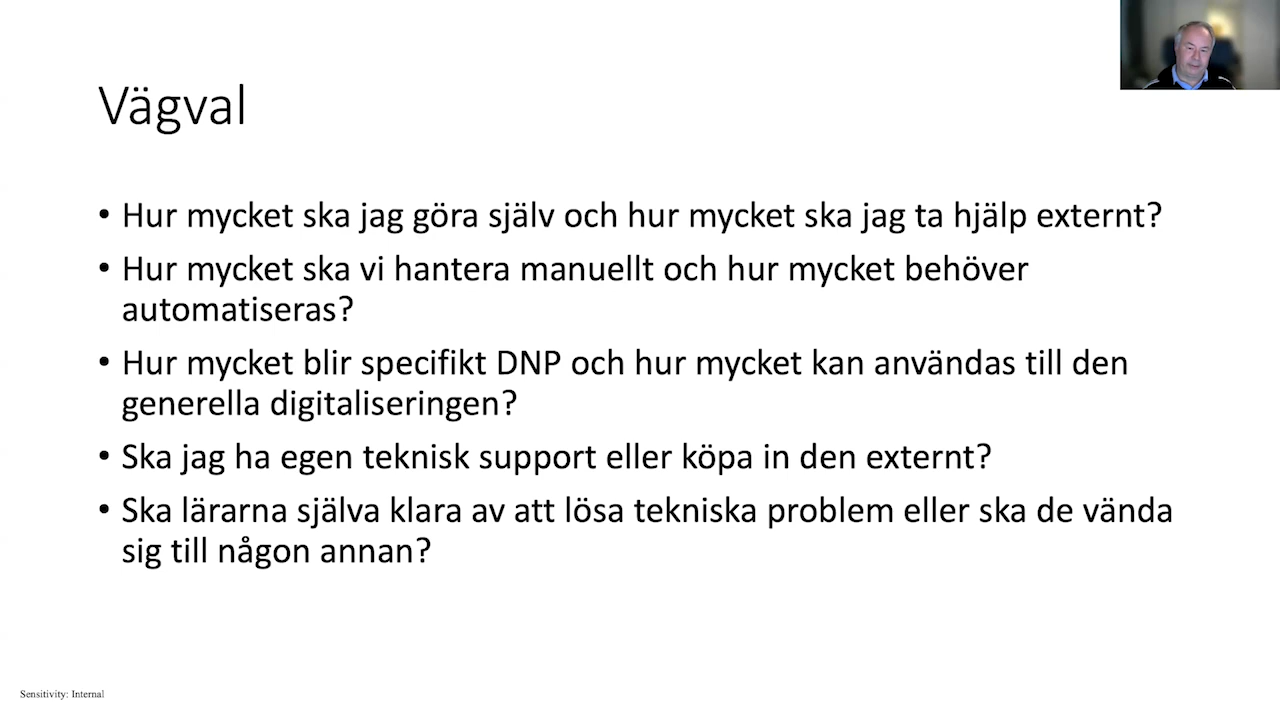 Vägval
• Hur mycket ska jag göra själv och hur mycket ska jag ta hjälp externt?
• Hur mycket ska vi hantera manuellt och hur mycket behöver
automatiseras?
• Hur mycket blir specifikt DNP och hur mycket kan användas till den
generella digitaliseringen?
• Ska jag ha egen teknisk support eller köpa in den externt?
• Ska lärarna själva klara av att lösa tekniska problem eller ska de vända
sig till någon annan?
Sensitivity: Internal